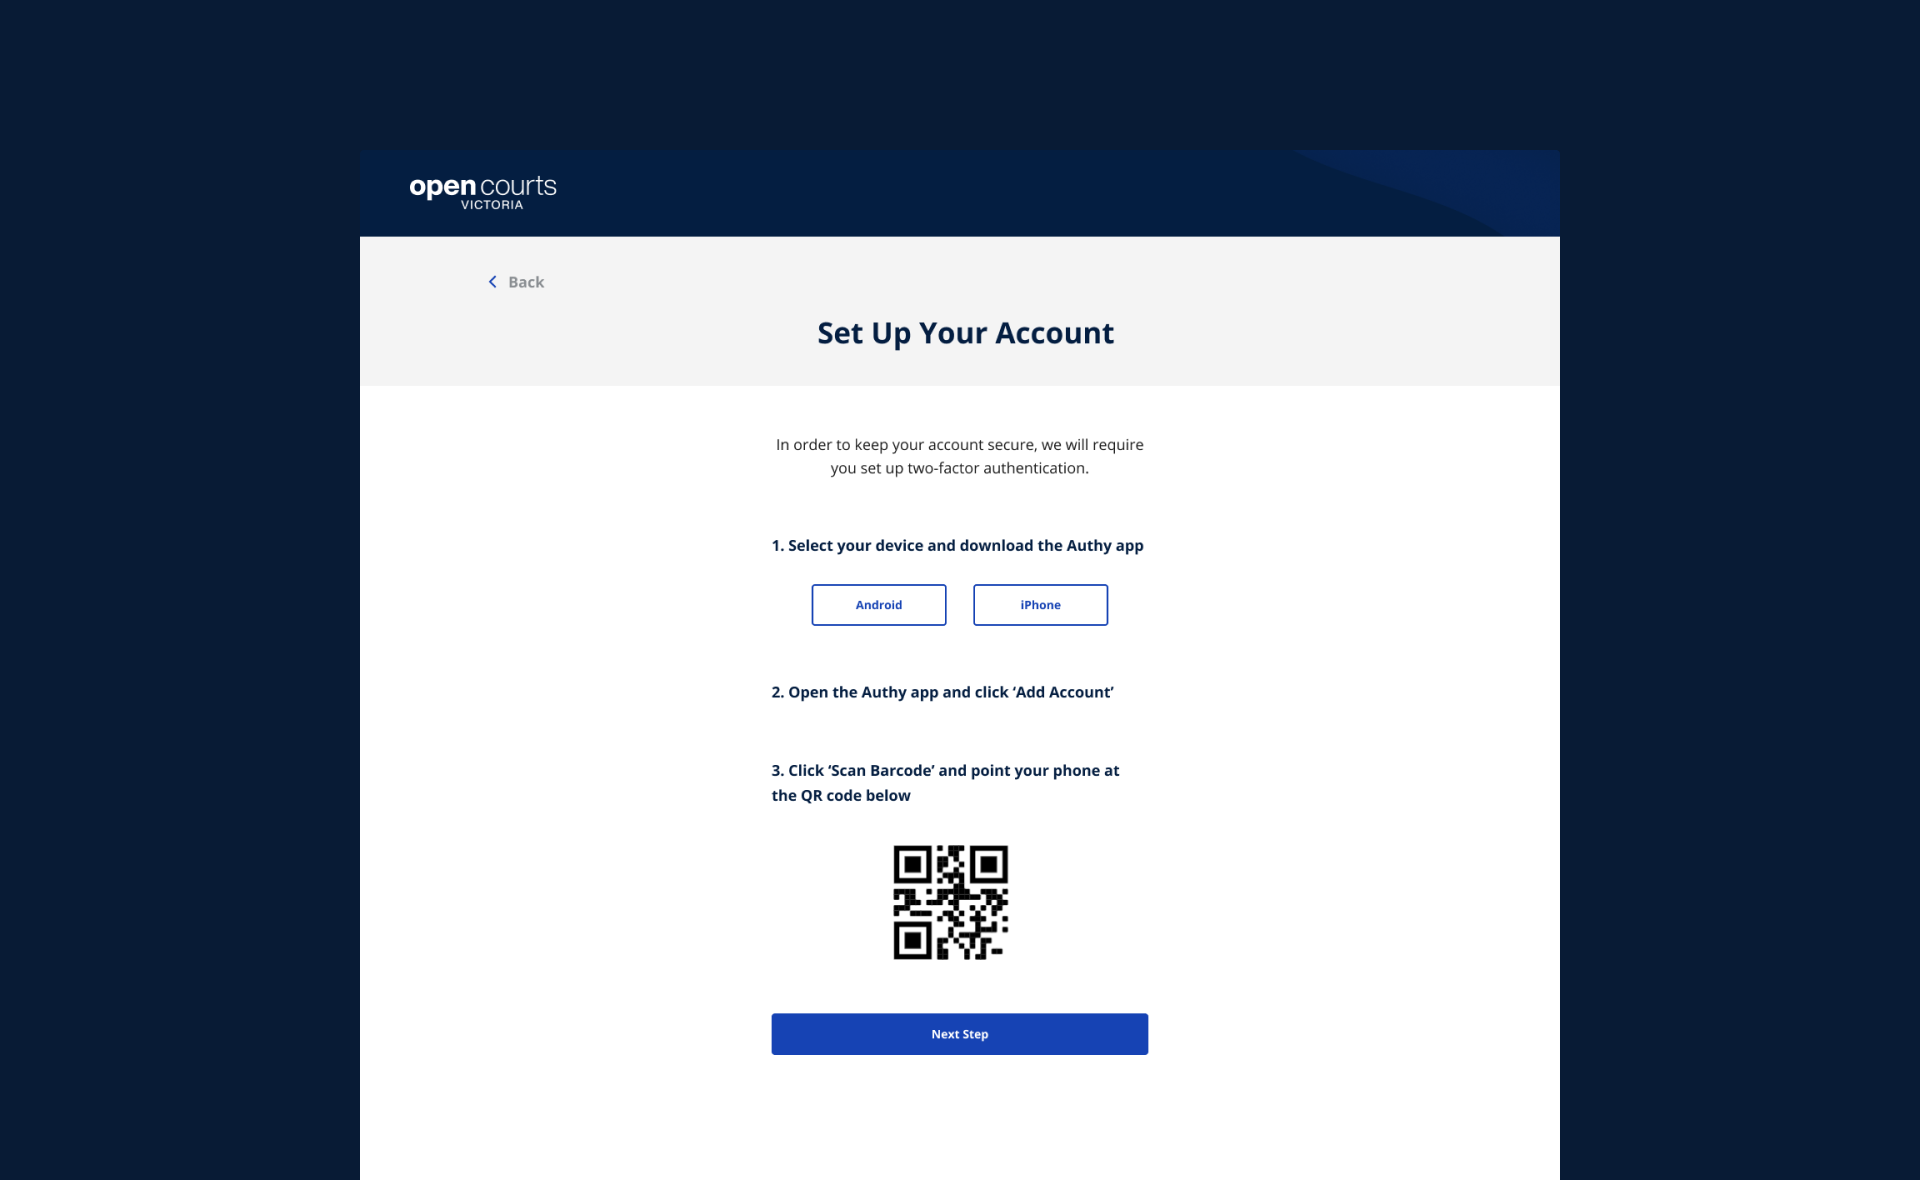 open courts
VICTORIA
Back
Set Up Your Account
In order to keep your account secure, we will require
you set up two-factor authentication.
1. Select your device and download the Authy app
Android
iPhone
2. Open the Authy app and click ‘Add Account’
3. Click ‘Scan Barcode’ and point your phone at
the QR code below
Next Step